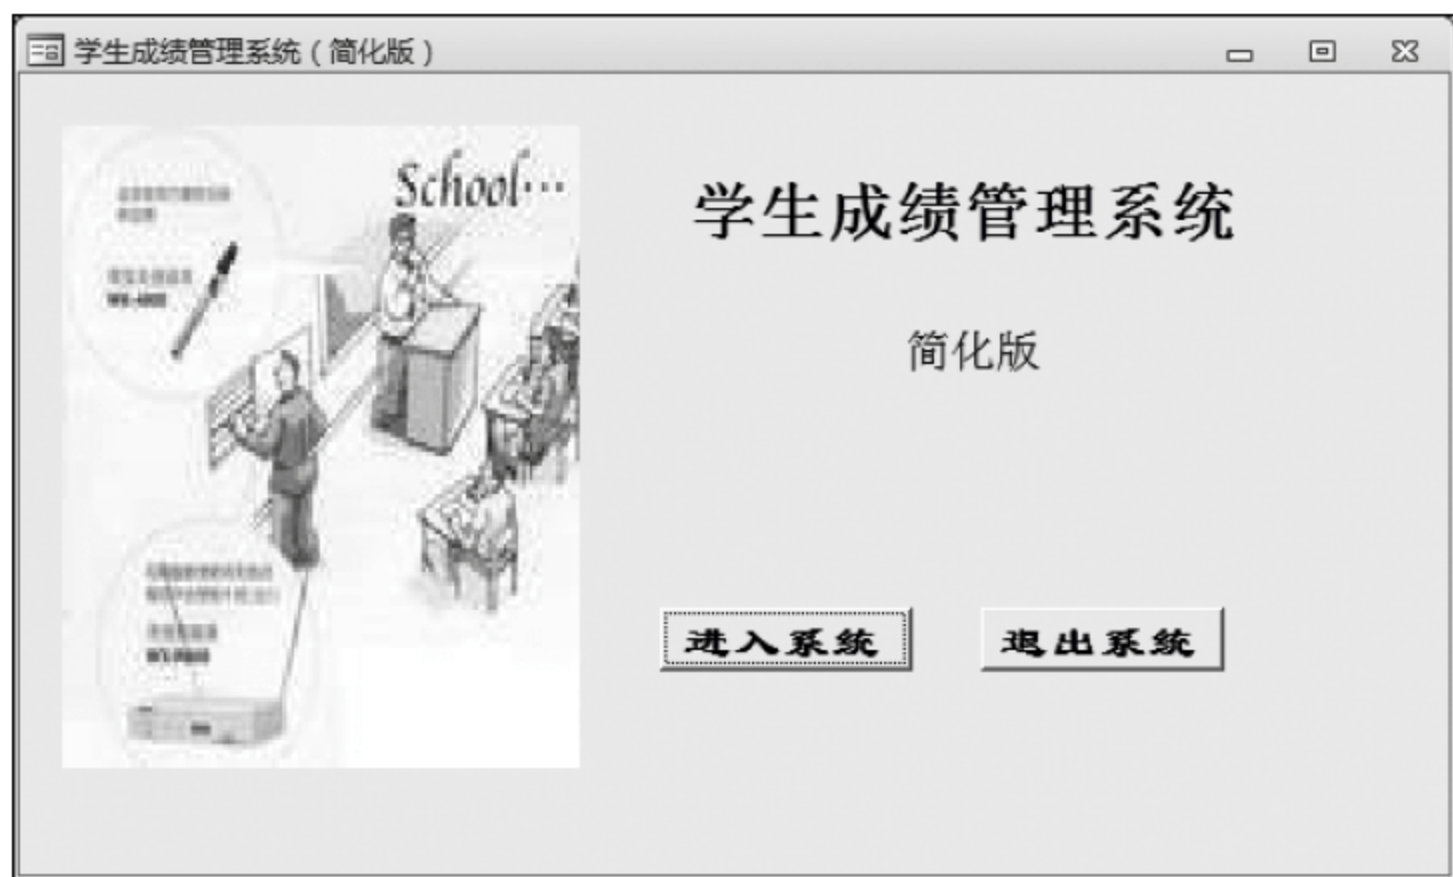 学生成绩管理系统（简化版）
School...
学生成绩管理系统
简化版
进入系统
退出系统